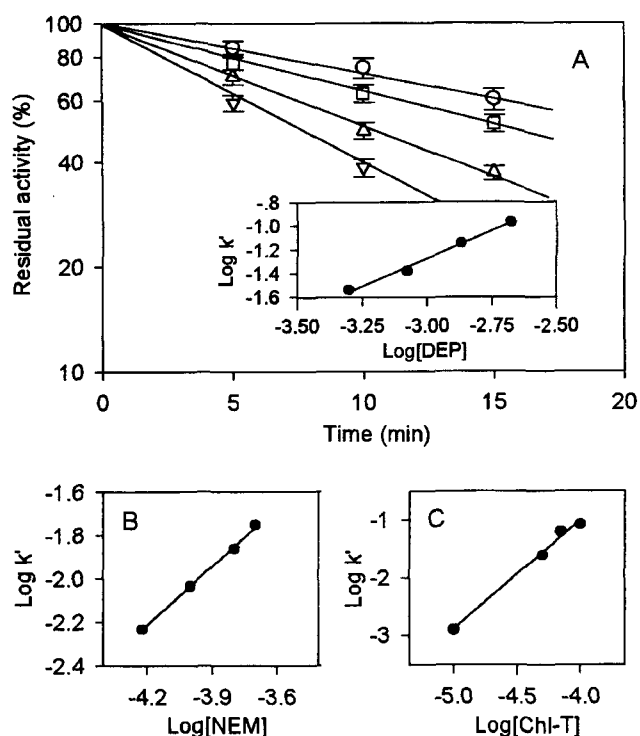 A
Residual activity (%)
100
80
60
40
20
10
0 5 10 15 20
Time (min)
Log k'
-.8
-1.0
-1.2
-1.4
-1.6
-3.50 -3.25 -3.00 -2.75 -2.50
Log[DEP]
B
Log k'
-1.6
-1.8
-2.0
-2.2
-2.4
-4.2 -3.9 -3.6
Log[NEM]
C
Log k'
-1
-2
-3
-5.0 -4.5 -4.0
Log[Chl-T]